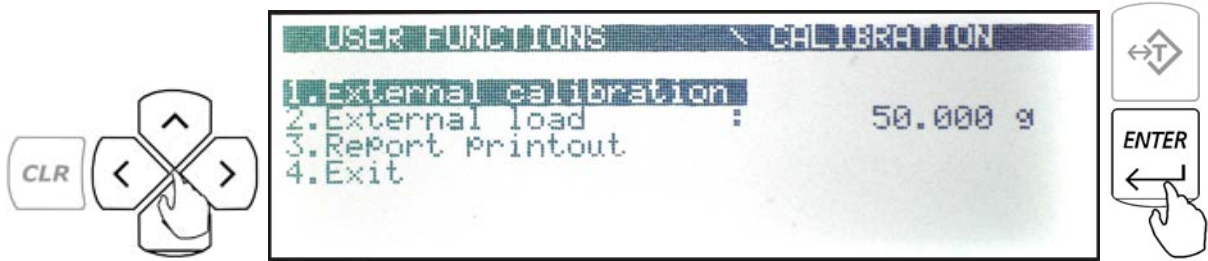 USER FUNCTIONS \ CALIBRATION
1.External calibration
2.External load : 50.000 g
3.Report Printout
4.Exit
CLR
T
ENTER